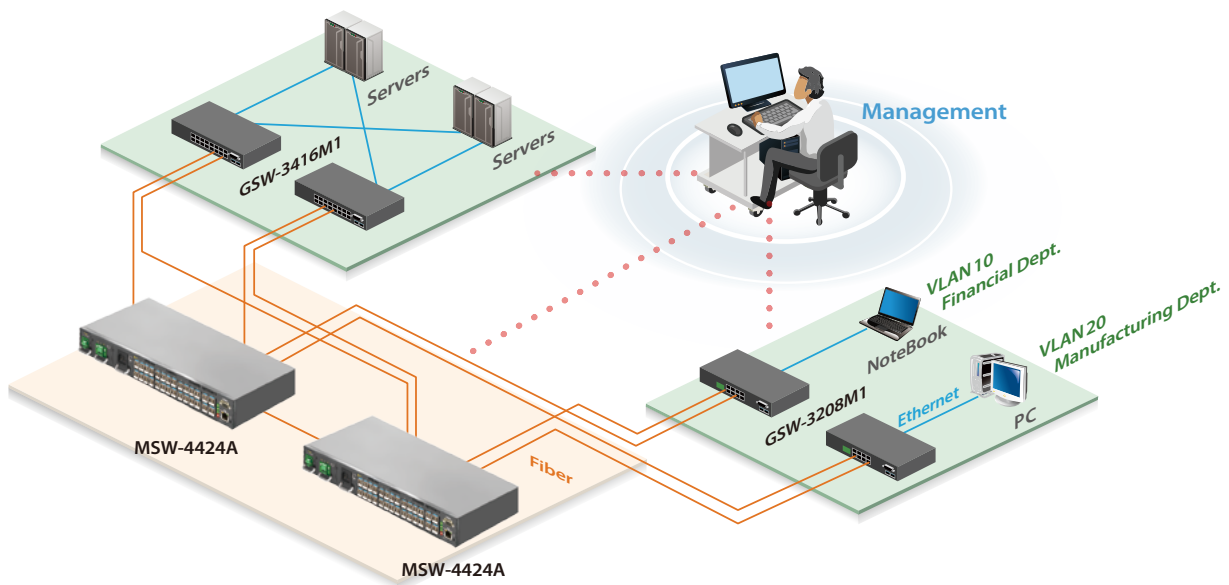 Servers
Servers
GSW-3416M1
Management
VLAN 10
Financial Dept.
VLAN 20
Manufacturing Dept.
NoteBook
GSW-3208M1
Ethernet
PC
MSW-4424A
Fiber
MSW-4424A